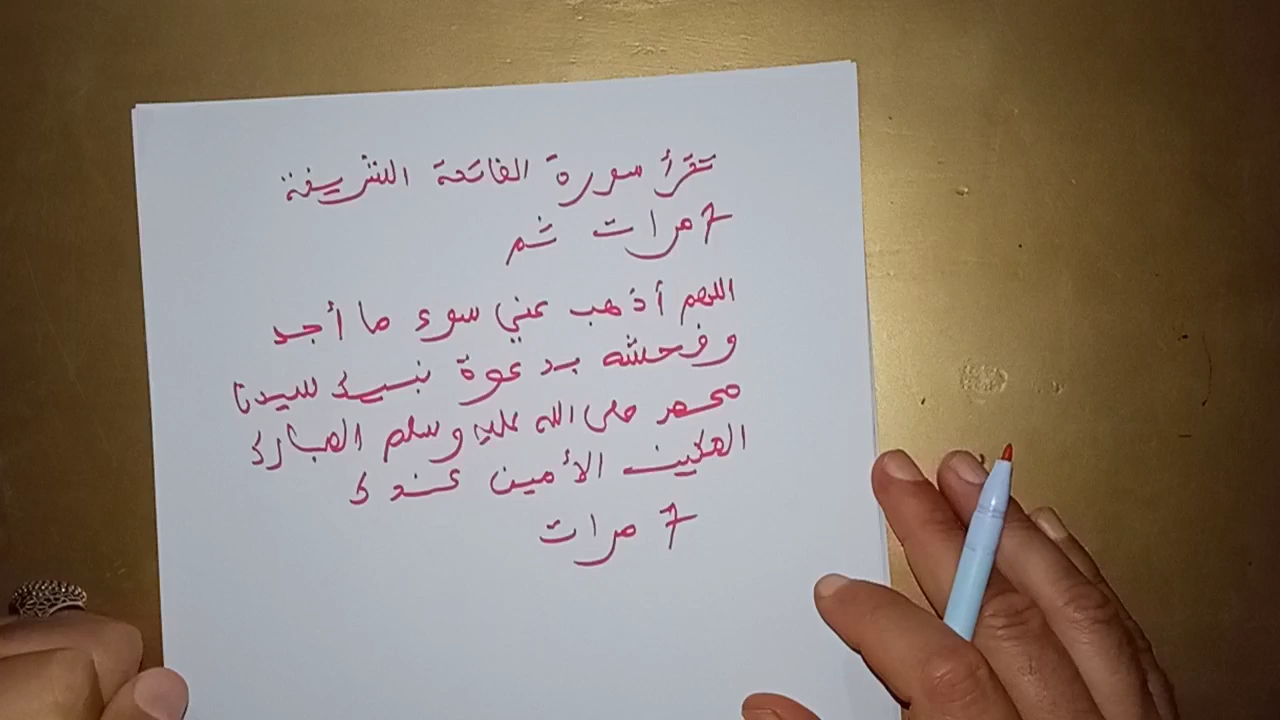 تقرأ سورة الفاتحة الشريفة
7 مرات ثم
اللهم أذهب عني سوء ما أجد
وفحشه بدعوة نبيك سيدنا
محمد صلى الله عليه وسلم المبارك
المكين الأمين عندك
7 مرات